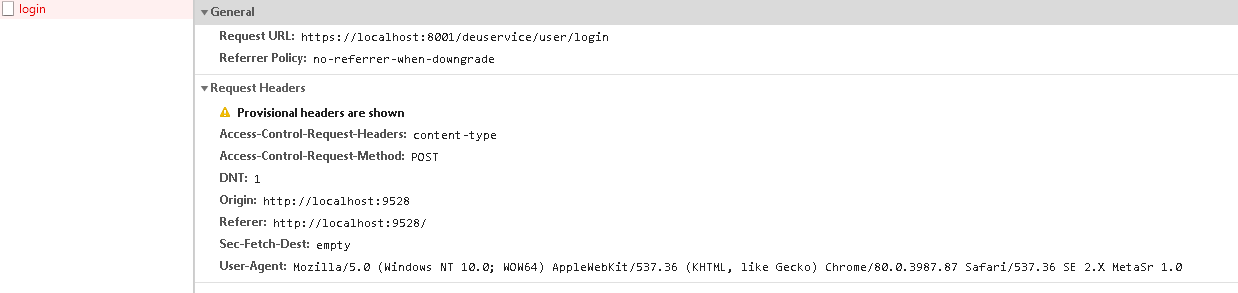 login
General
Request URL: https://localhost:8001/deuservice/user/login
Referrer Policy: no-referrer-when-downgrade
Request Headers
Provisional headers are shown
Access-Control-Request-Headers: content-type
Access-Control-Request-Method: POST
DNT: 1
Origin: http://localhost:9528
Referer: http://localhost:9528/
Sec-Fetch-Dest: empty
User-Agent: Mozilla/5.0 (Windows NT 10.0; WOW64) AppleWebKit/537.36 (KHTML, like Gecko) Chrome/80.0.3987.87 Safari/537.36 SE 2.X MetaSr 1.0